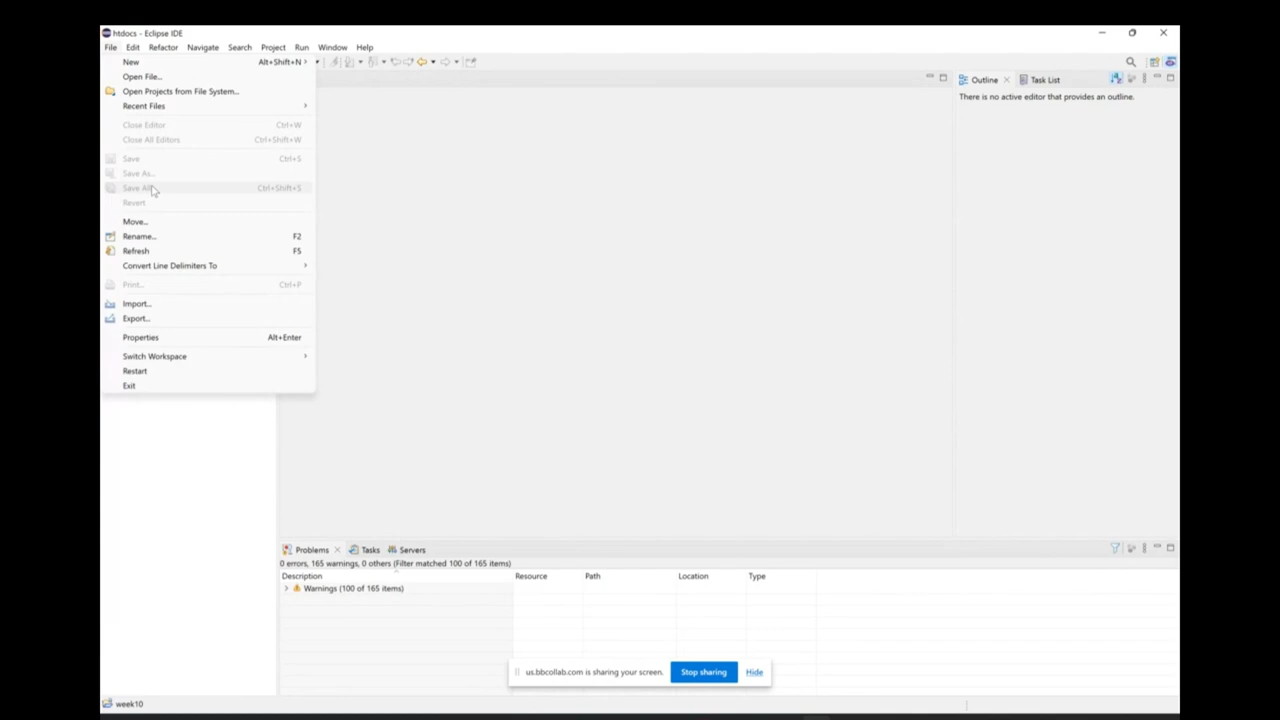 htdocs - Eclipse IDE
File Edit Refactor Navigate Search Project Run Window Help
New Alt+Shift+N
Open File...
Open Projects from File System...
Recent Files
Close Editor Ctrl+W
Close All Editors Ctrl+Shift+W
Save Ctrl+S
Save As...
Save All Ctrl+Shift+S
Revert
Move...
Rename... F2
Refresh F5
Convert Line Delimiters To
Print... Ctrl+P
Import...
Export...
Properties Alt+Enter
Switch Workspace
Restart
Exit
Outline Task List
There is no active editor that provides an outline.
Problems Tasks Servers
0 errors, 165 warnings, 0 others (Filter matched 100 of 165 items)
Description Resource Path Location Type
Warnings (100 of 165 items)
us.bbcollab.com is sharing your screen. Stop sharing Hide
week10